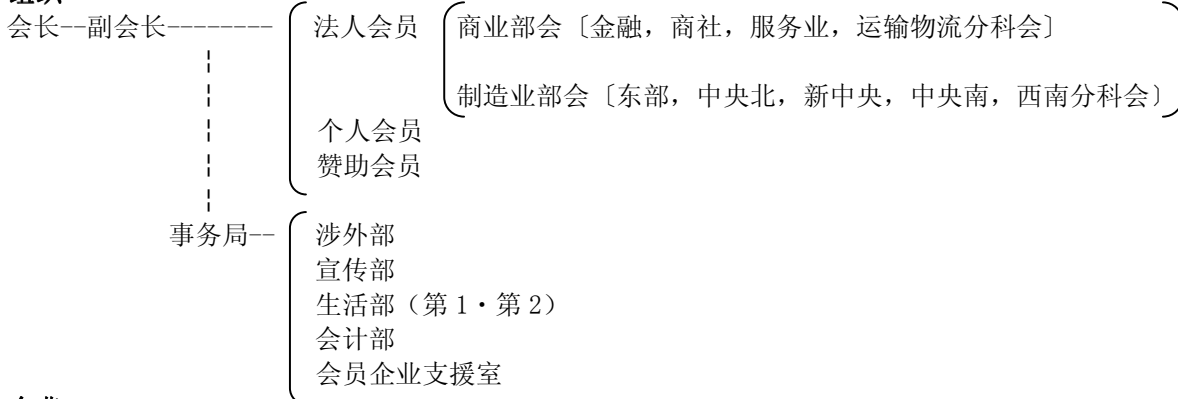 会长--副会长-------- 法人会员 商业部会〔金融，商社，服务业，运输物流分科会〕
制造业部会〔东部，中央北，新中央，中央南，西南分科会〕
个人会员
赞助会员
事务局-- 涉外部
宣传部
生活部（第1・第2）
会计部
会员企业支援室